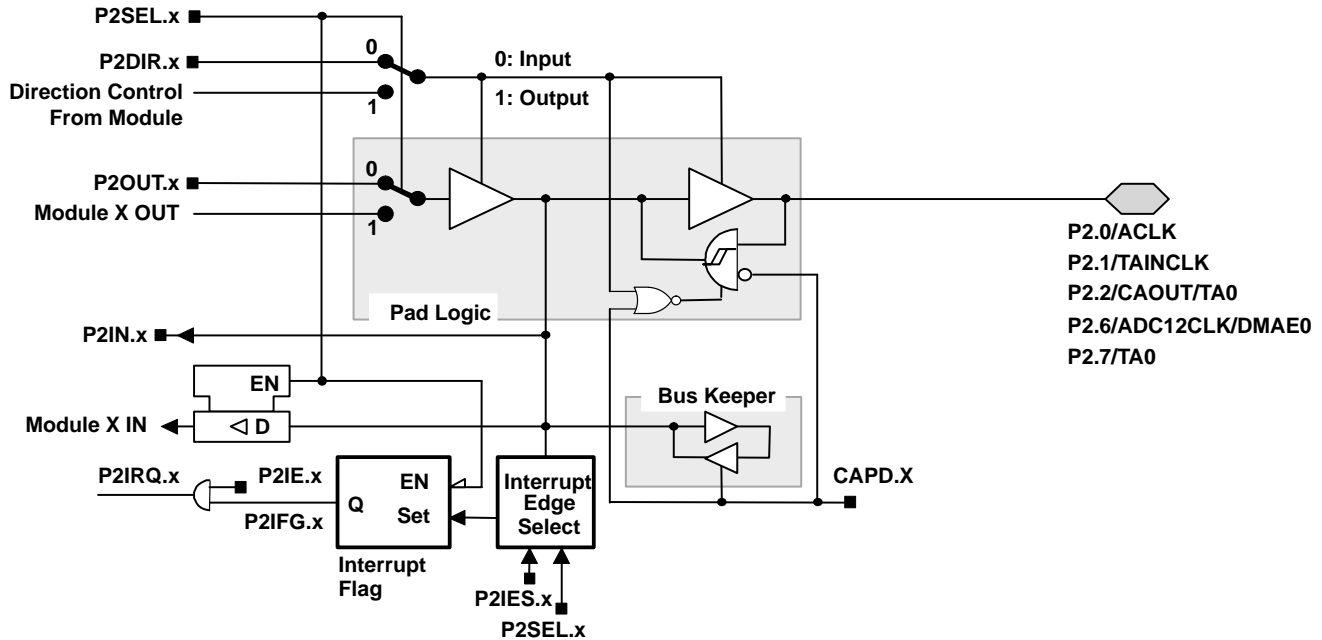 P2SEL.x
P2DIR.x
0
0: Input
Direction Control
From Module
1
1: Output
P2OUT.x
0
Module X OUT
1
P2.0/ACLK
P2.1/TAINCLK
P2.2/CAOUT/TA0
P2.6/ADC12CLK/DMAE0
P2.7/TA0
Pad Logic
P2IN.x
EN
Bus Keeper
Module X IN
D
P2IRQ.x
P2IE.x
EN
Interrupt
Edge
Select
CAPD.X
P2IFG.x
Q
Set
Interrupt
Flag
P2IES.x
P2SEL.x